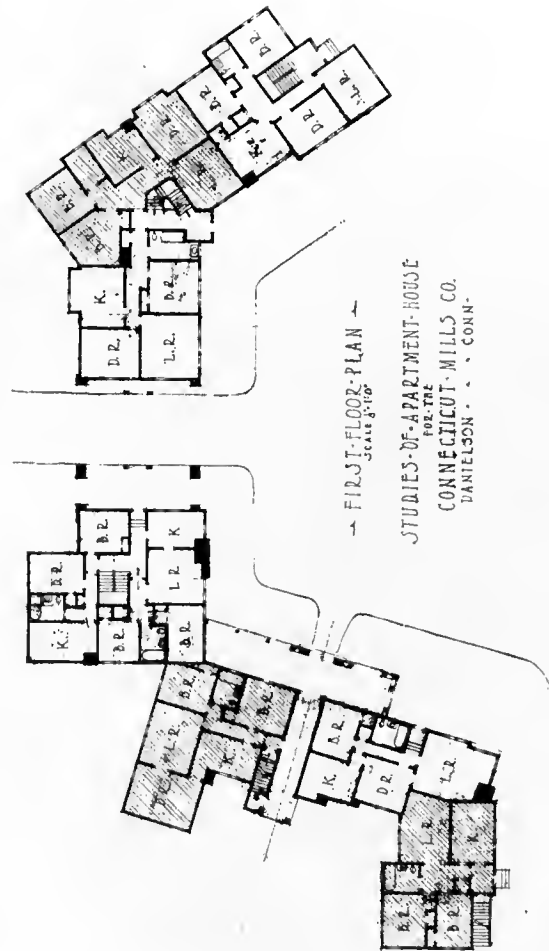 FIRST-FLOOR-PLAN
STUDIES-OF-APARTMENT-HOUSE
FOR-THE
CONNECTICUT-MILLS CO.
DANIELSON - CONN-
D.R.
D.R.
L.R.
D.R.
K.
D.R.
K.
B.R.
D.R.
L.R.
B.R.
B.R.
K
L.R.
K.
B.R.
B.R.
B.R.
L.R.
B.R.
K.
B.R.
K.
D.R.
L.R.
L.R.
K.
B.R.
B.R.